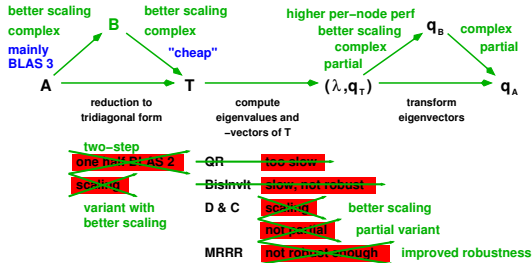 better scaling
complex
mainly
BLAS 3
B
better scaling
complex
"cheap"
higher per-node perf
better scaling
complex
partial
q_B
complex
partial
A
T
(λ,q_T)
q_A
reduction to
tridiagonal form
compute
eigenvalues and
-vectors of T
transform
eigenvectors
two-step
one half BLAS 2
scaling
variant with
better scaling
QR
too slow
BisInvIt
slow, not robust
D & C
scaling
better scaling
not partial
partial variant
MRRR
not robust enough
improved robustness